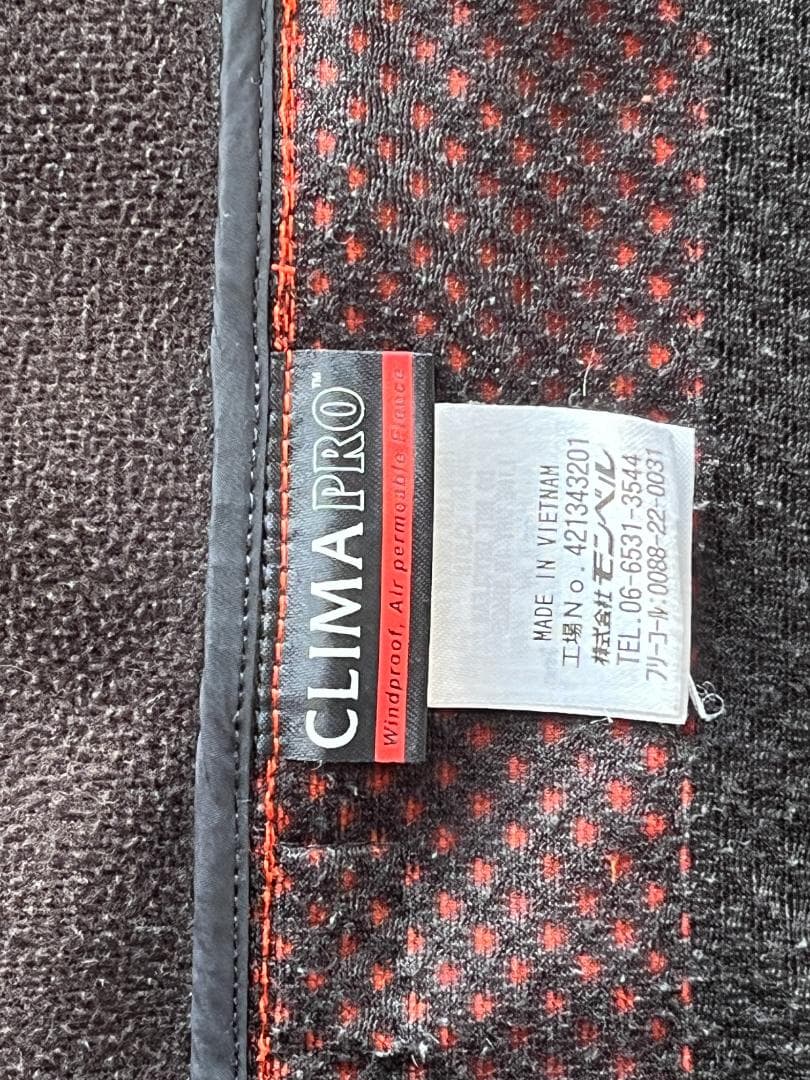 CLIMAPRO™
Windproof, Air permeable Fleece
MADE IN VIETNAM
工場No. 421343201
株式会社 モンベル
TEL. 06-6531-3544
フリーコール:0088-22-0031